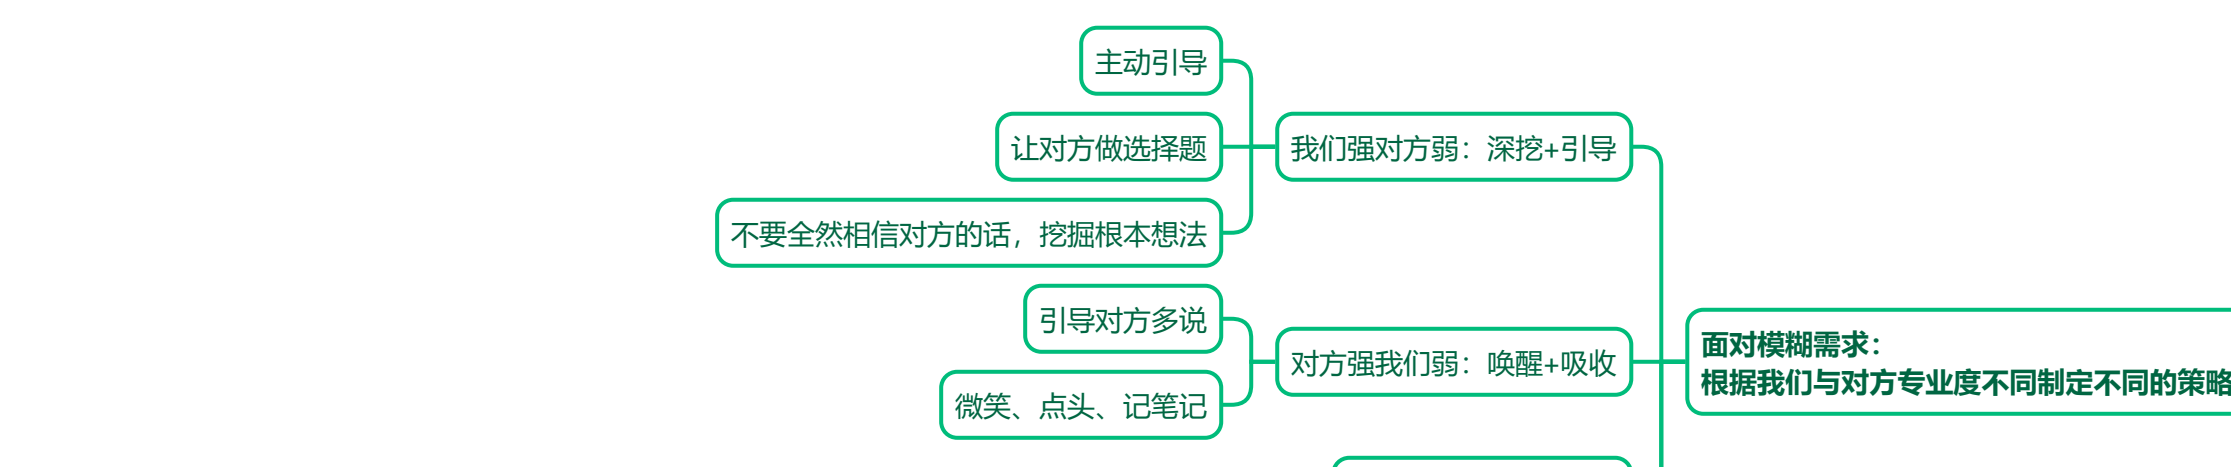 主动引导
让对方做选择题
我们强对方弱：深挖+引导
不要全然相信对方的话，挖掘根本想法
引导对方多说
对方强我们弱：唤醒+吸收
微笑、点头、记笔记
面对模糊需求：
根据我们与对方专业度不同制定不同的策略